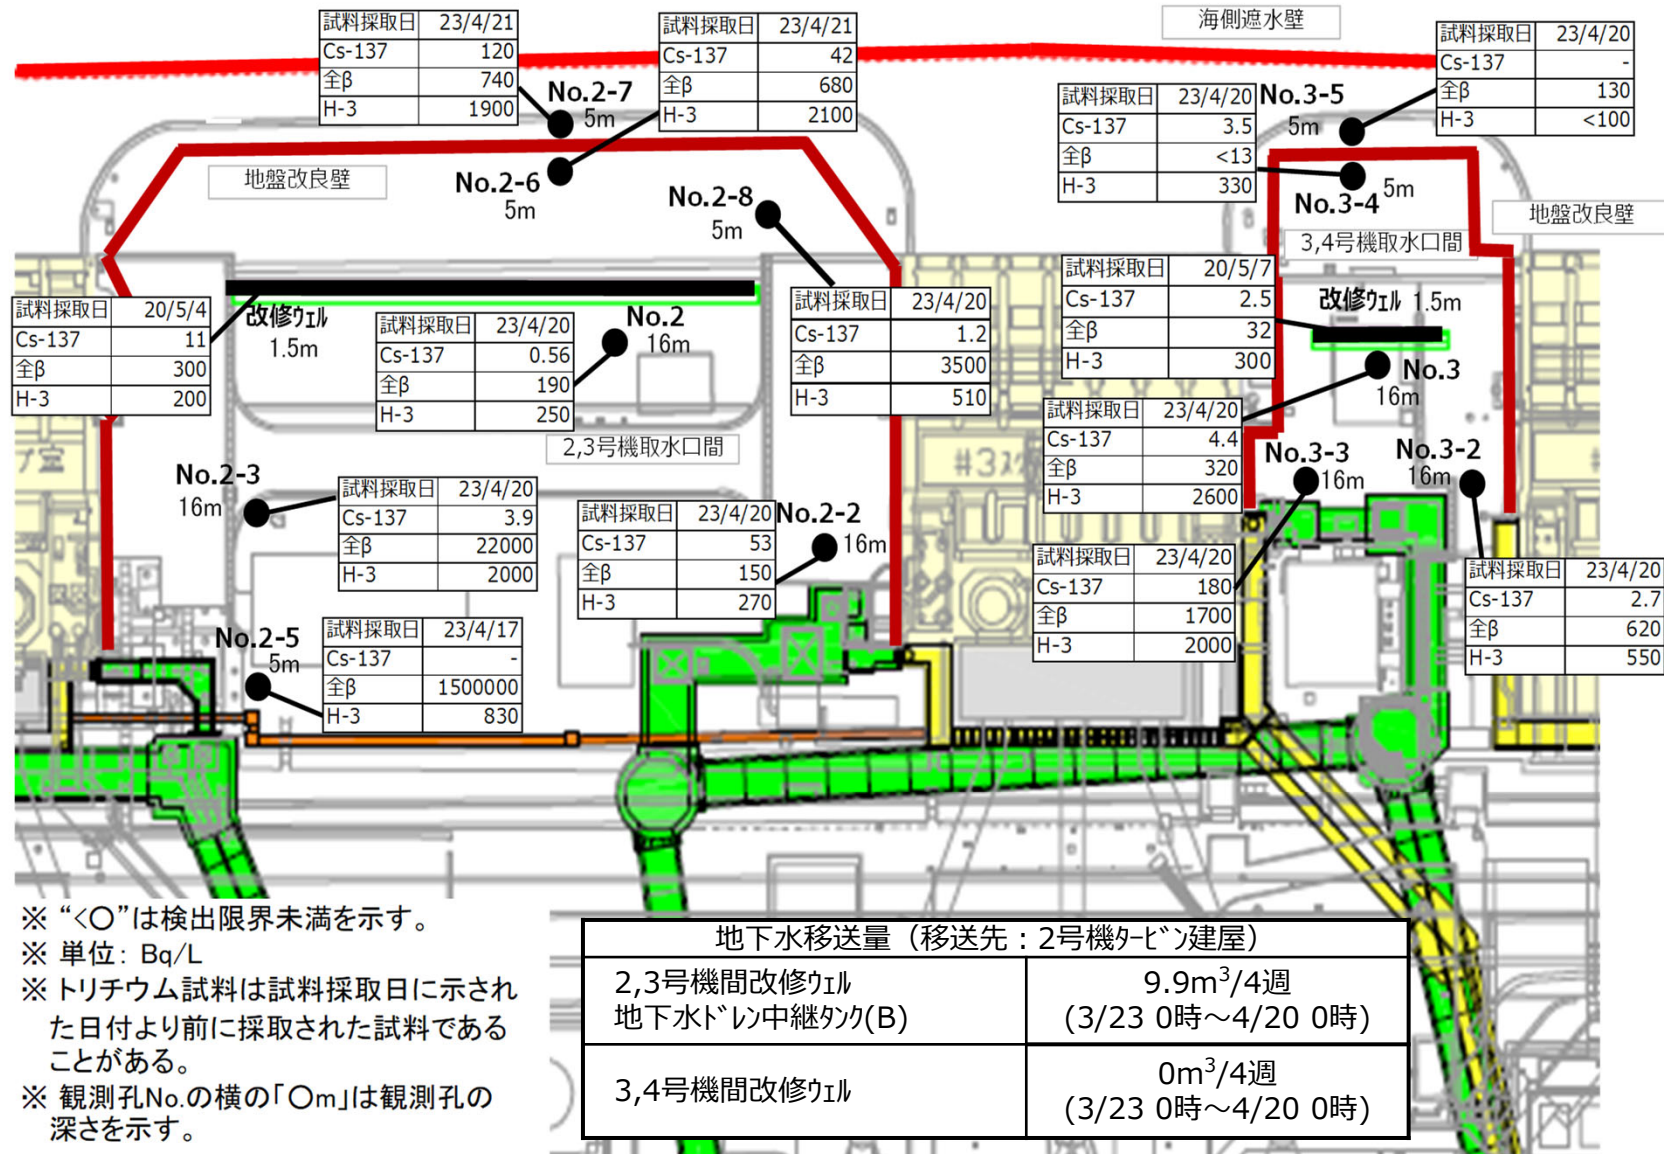 海側遮水壁
試料採取日 23/4/21
Cs-137 120
全β 740
H-3 1900
試料採取日 23/4/21
Cs-137 42
全β 680
H-3 2100
試料採取日 23/4/20
Cs-137 -
全β 130
H-3 <100
試料採取日 23/4/20
Cs-137 3.5
全β <13
H-3 330
No.2-7
5m
No.3-5
5m
地盤改良壁
No.2-6
5m
No.2-8
5m
No.3-4
5m
地盤改良壁
3,4号機取水口間
試料採取日 20/5/4
Cs-137 11
全β 300
H-3 200
改修ウェル
1.5m
試料採取日 23/4/20
Cs-137 0.56
全β 190
H-3 250
No.2
16m
試料採取日 23/4/20
Cs-137 1.2
全β 3500
H-3 510
試料採取日 20/5/7
Cs-137 2.5
全β 32
H-3 300
改修ウェル 1.5m
No.3
16m
試料採取日 23/4/20
Cs-137 4.4
全β 320
H-3 2600
2,3号機取水口間
No.2-3
16m
試料採取日 23/4/20
Cs-137 3.9
全β 22000
H-3 2000
試料採取日 23/4/20
Cs-137 53
全β 150
H-3 270
No.2-2
16m
No.3-3
16m
No.3-2
16m
試料採取日 23/4/20
Cs-137 180
全β 1700
H-3 2000
試料採取日 23/4/20
Cs-137 2.7
全β 620
H-3 550
No.2-5
5m
試料採取日 23/4/17
Cs-137 -
全β 1500000
H-3 830
※ “<〇”は検出限界未満を示す。
※ 単位: Bq/L
※ トリチウム試料は試料採取日に示され
た日付より前に採取された試料である
ことがある。
※ 観測孔No.の横の「〇m」は観測孔の
深さを示す。
地下水移送量（移送先：2号機ﾀｰﾋﾞﾝ建屋）
2,3号機間改修ｳｪﾙ
地下水ﾄﾞﾚﾝ中継ﾀﾝｸ(B)
9.9m³/4週
(3/23 0時～4/20 0時)
3,4号機間改修ｳｪﾙ
0m³/4週
(3/23 0時～4/20 0時)